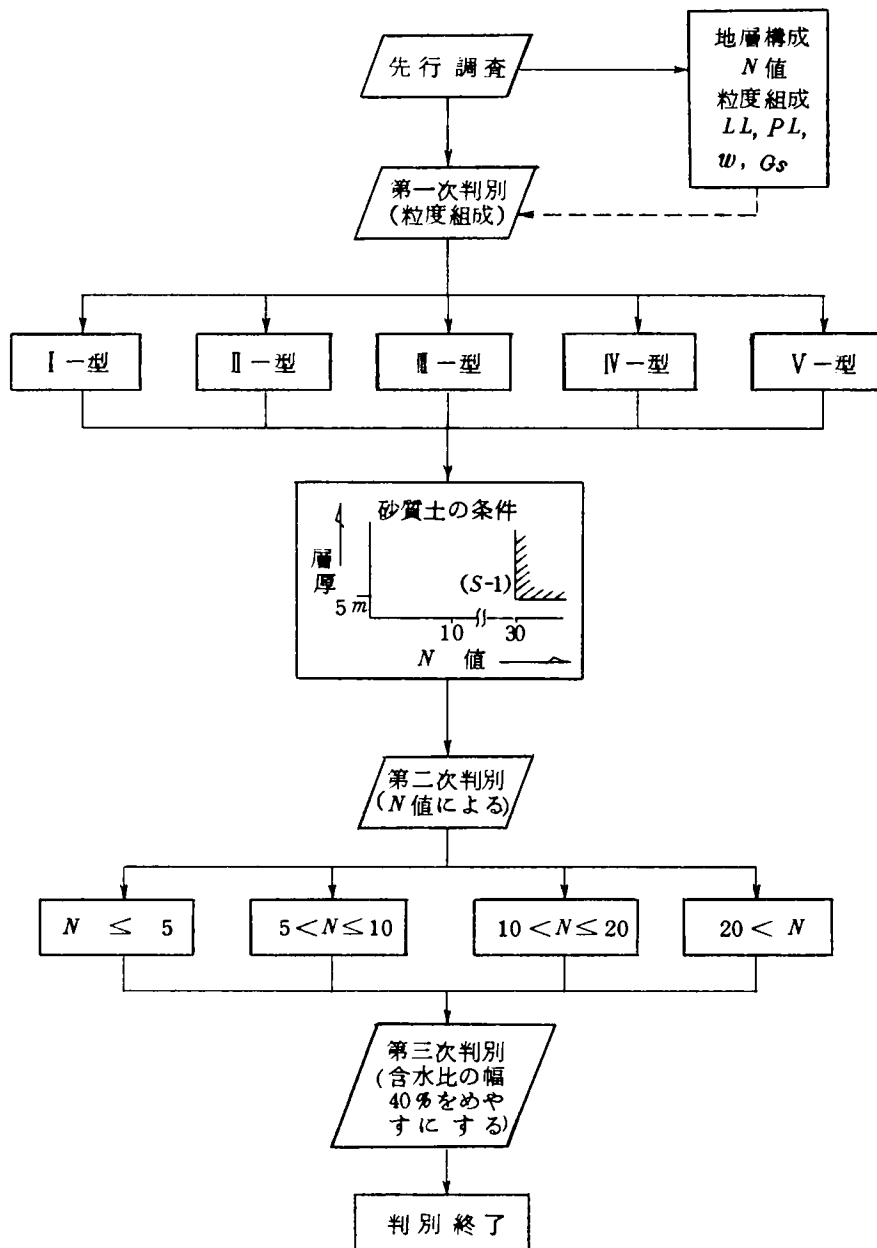 先行調査
地層構成
N値
粒度組成
LL, PL,
w, Gs
第一次判別
(粒度組成)
Ⅰ－型
Ⅱ－型
Ⅲ－型
Ⅳ－型
Ⅴ－型
砂質土の条件
層厚
(S-1)
5m
10
30
N 値
第二次判別
(N値による)
N ≤ 5
5<N≤10
10<N≤20
20<N
第三次判別
(含水比の幅
40%をめや
すにする)
判別終了